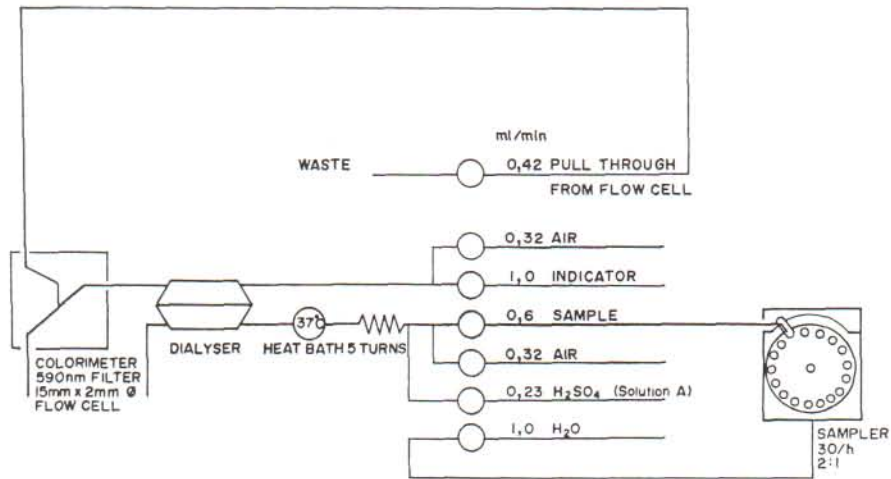 ml/min
WASTE
0,42 PULL THROUGH
FROM FLOW CELL
0,32 AIR
1,0 INDICATOR
0,6 SAMPLE
0,32 AIR
0,23 H₂SO₄ (Solution A)
1,0 H₂O
37°
DIALYSER
HEAT BATH 5 TURNS
COLORIMETER
590nm FILTER
15mm x 2mm Ø
FLOW CELL
SAMPLER
30/h
2:1